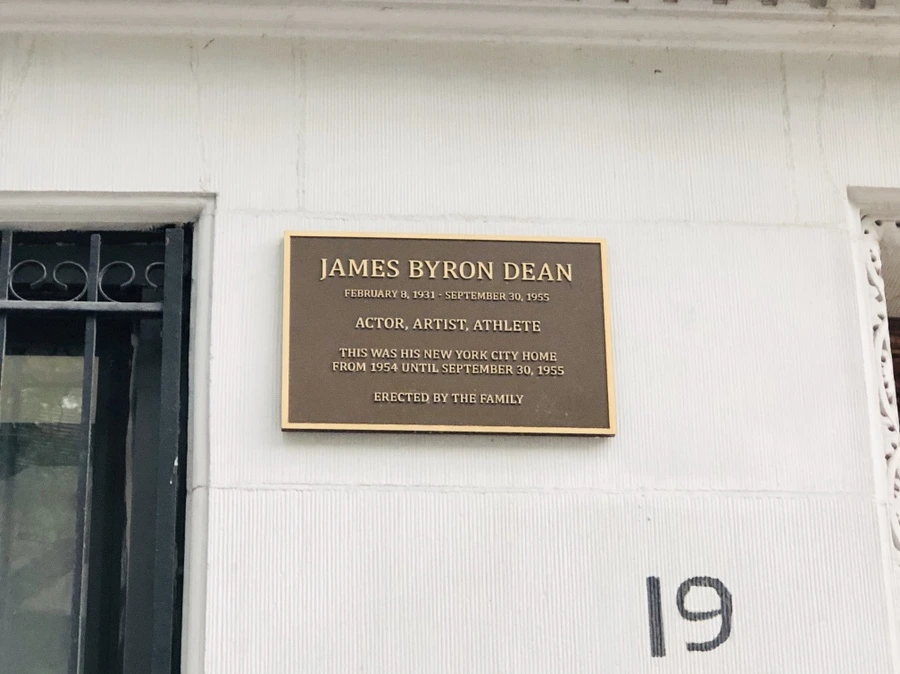 JAMES BYRON DEAN
FEBRUARY 8, 1931 - SEPTEMBER 30, 1955
ACTOR, ARTIST, ATHLETE
THIS WAS HIS NEW YORK CITY HOME
FROM 1954 UNTIL SEPTEMBER 30, 1955
ERECTED BY THE FAMILY
19